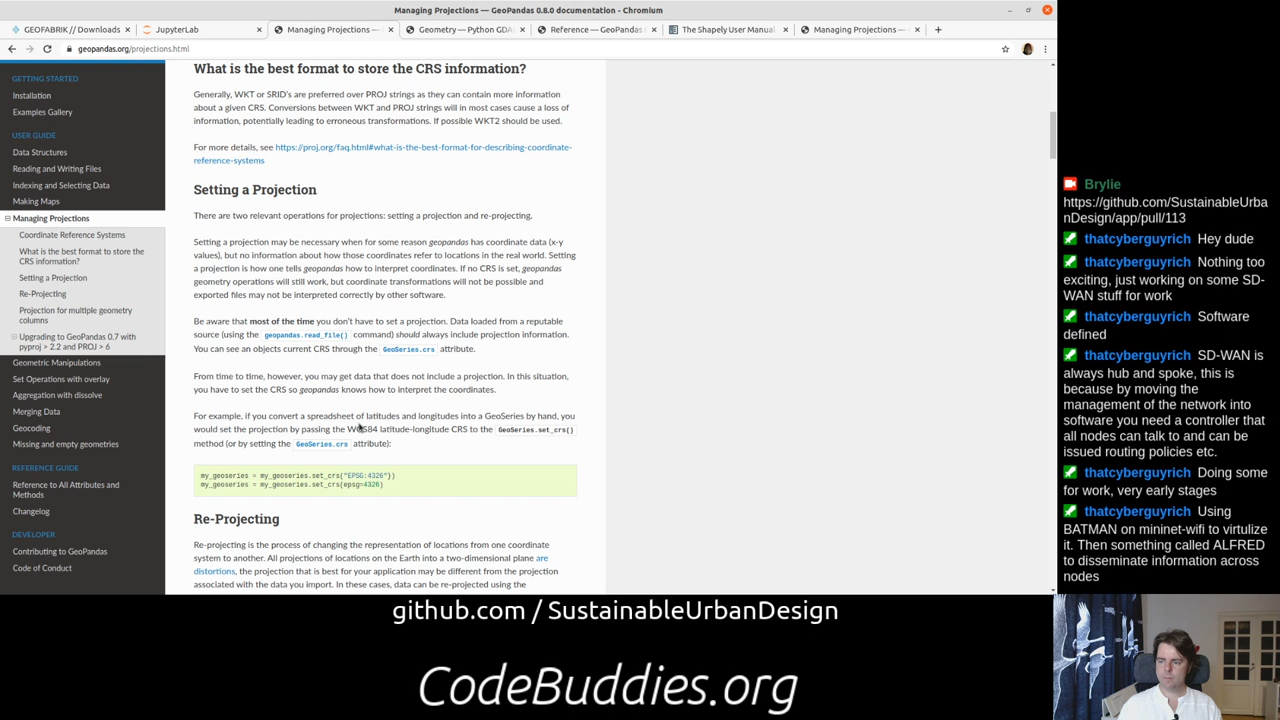 Managing Projections — GeoPandas 0.8.0 documentation - Chromium
GEOFABRIK // Downloads
JupyterLab
Managing Projections —
Geometry — Python GDA
Reference — GeoPandas
The Shapely User Manual
Managing Projections —
geopandas.org/projections.html
GETTING STARTED
Installation
Examples Gallery
USER GUIDE
Data Structures
Reading and Writing Files
Indexing and Selecting Data
Making Maps
Managing Projections
Coordinate Reference Systems
What is the best format to store the
CRS information?
Setting a Projection
Re-Projecting
Projection for multiple geometry
columns
Upgrading to GeoPandas 0.7 with
pyproj > 2.2 and PROJ > 6
Geometric Manipulations
Set Operations with overlay
Aggregation with dissolve
Merging Data
Geocoding
Missing and empty geometries
REFERENCE GUIDE
Reference to All Attributes and
Methods
Changelog
DEVELOPER
Contributing to GeoPandas
Code of Conduct
What is the best format to store the CRS information?
Generally, WKT or SRID's are preferred over PROJ strings as they can contain more information
about a given CRS. Conversions between WKT and PROJ strings will in most cases cause a loss of
information, potentially leading to erroneous transformations. If possible WKT2 should be used.
For more details, see https://proj.org/faq.html#what-is-the-best-format-for-describing-coordinate-
reference-systems
Setting a Projection
There are two relevant operations for projections: setting a projection and re-projecting.
Setting a projection may be necessary when for some reason geopandas has coordinate data (x-y
values), but no information about how those coordinates refer to locations in the real world. Setting
a projection is how one tells geopandas how to interpret coordinates. If no CRS is set, geopandas
geometry operations will still work, but coordinate transformations will not be possible and
exported files may not be interpreted correctly by other software.
Be aware that most of the time you don't have to set a projection. Data loaded from a reputable
source (using the geopandas.read_file() command) should always include projection information.
You can see an objects current CRS through the GeoSeries.crs attribute.
From time to time, however, you may get data that does not include a projection. In this situation,
you have to set the CRS so geopandas knows how to interpret the coordinates.
For example, if you convert a spreadsheet of latitudes and longitudes into a GeoSeries by hand, you
would set the projection by passing the WGS84 latitude-longitude CRS to the GeoSeries.set_crs()
method (or by setting the GeoSeries.crs attribute):
my_geoseries = my_geoseries.set_crs("EPSG:4326"})
my_geoseries = my_geoseries.set_crs(epsg=4326)
Re-Projecting
Re-projecting is the process of changing the representation of locations from one coordinate
system to another. All projections of locations on the Earth into a two-dimensional plane are
distortions, the projection that is best for your application may be different from the projection
associated with the data you import. In these cases, data can be re-projected using the
Brylie
https://github.com/SustainableUrba
nDesign/app/pull/113
thatcyberguyrich Hey dude
thatcyberguyrich Nothing too
exciting, just working on some SD-
WAN stuff for work
thatcyberguyrich Software
defined
thatcyberguyrich SD-WAN is
always hub and spoke, this is
because by moving the
management of the network into
software you need a controller that
all nodes can talk to and can be
issued routing policies etc.
thatcyberguyrich Doing some
for work, very early stages
thatcyberguyrich Using
BATMAN on mininet-wifi to virtulize
it. Then something called ALFRED
to disseminate information across
nodes
github.com / SustainableUrbanDesign
CodeBuddies.org